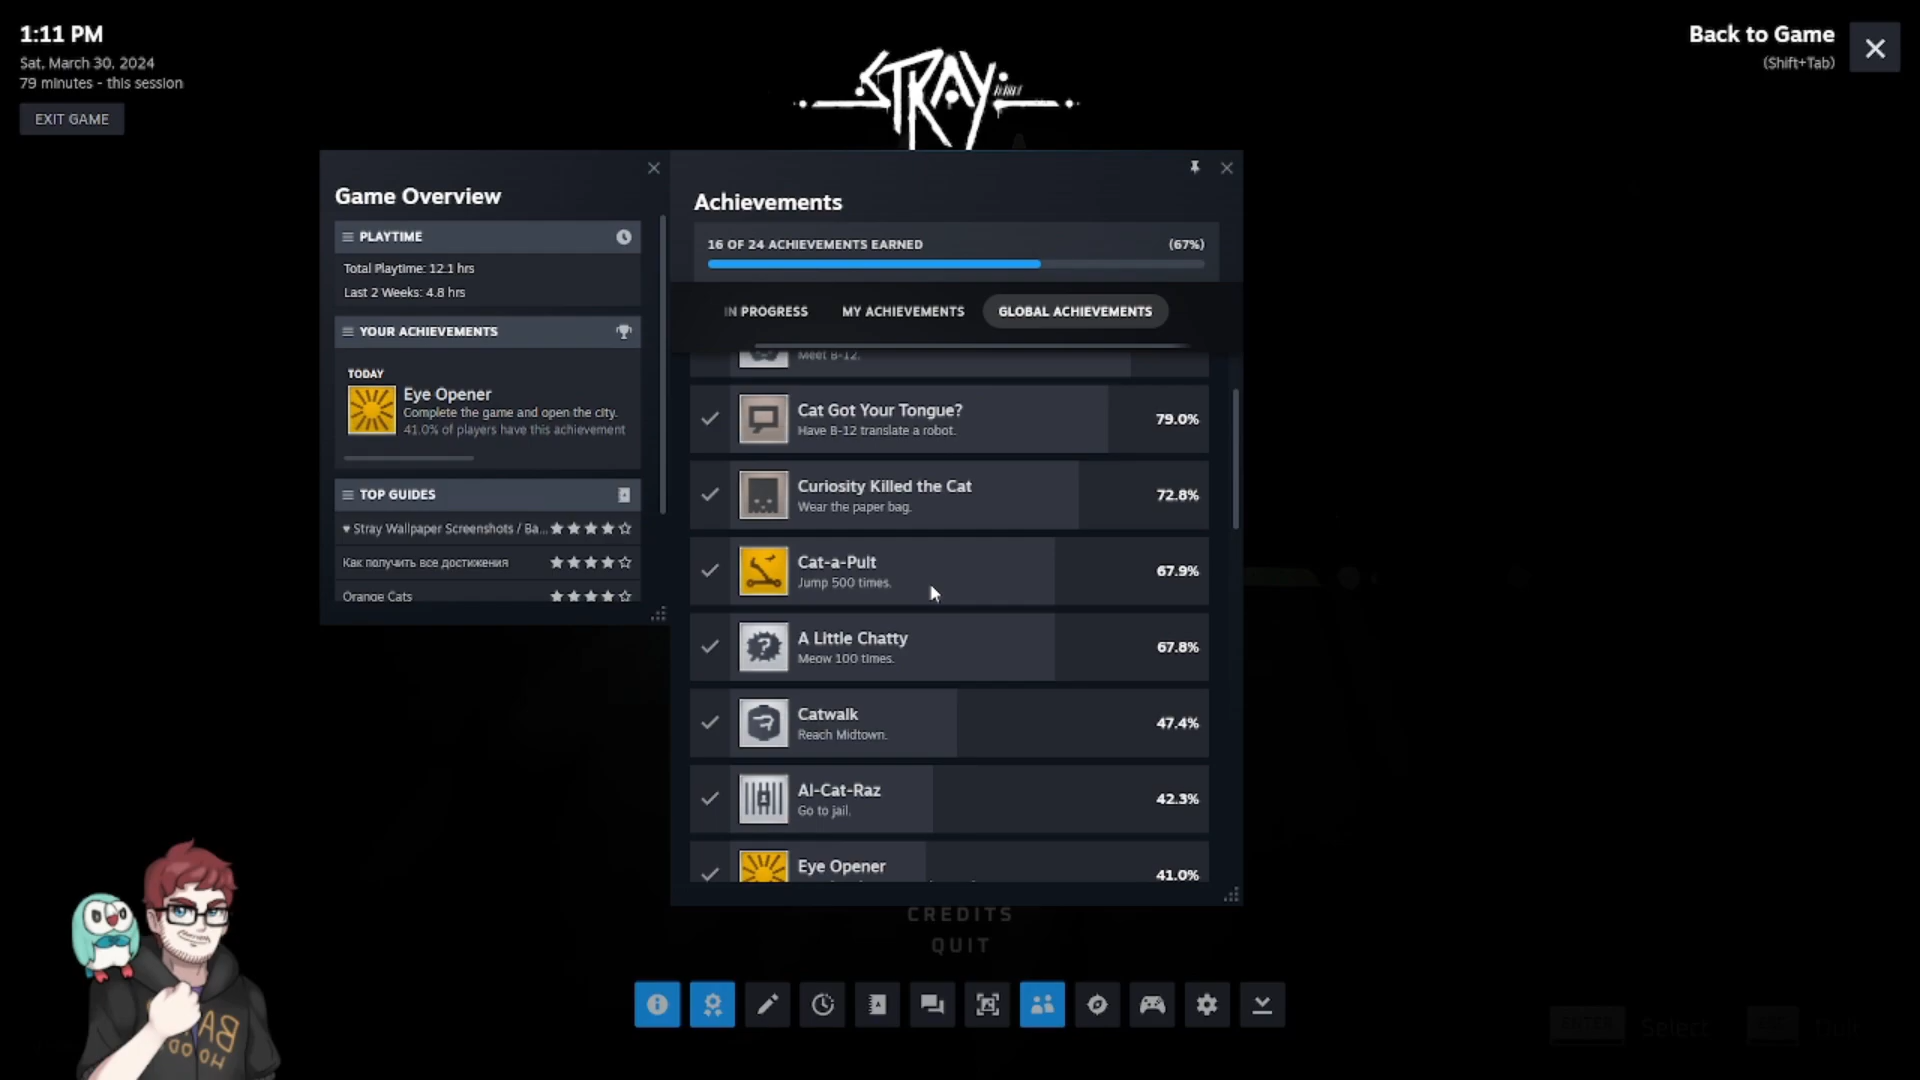 1:11 PM
Sat, March 30, 2024
79 minutes - this session
EXIT GAME
STRAY
Back to Game
(Shift+Tab)
Game Overview
PLAYTIME
Total Playtime: 12.1 hrs
Last 2 Weeks: 4.8 hrs
YOUR ACHIEVEMENTS
TODAY
Eye Opener
Complete the game and open the city.
41.0% of players have this achievement
TOP GUIDES
♥ Stray Wallpaper Screenshots / Ba...
Как получить все достижения
Orange Cats
Achievements
16 OF 24 ACHIEVEMENTS EARNED (67%)
IN PROGRESS MY ACHIEVEMENTS GLOBAL ACHIEVEMENTS
Meet B-12.
Cat Got Your Tongue?
Have B-12 translate a robot.
79.0%
Curiosity Killed the Cat
Wear the paper bag.
72.8%
Cat-a-Pult
Jump 500 times.
67.9%
A Little Chatty
Meow 100 times.
67.8%
Catwalk
Reach Midtown.
47.4%
Al-Cat-Raz
Go to jail.
42.3%
Eye Opener
41.0%
CREDITS
QUIT
ENTER Select